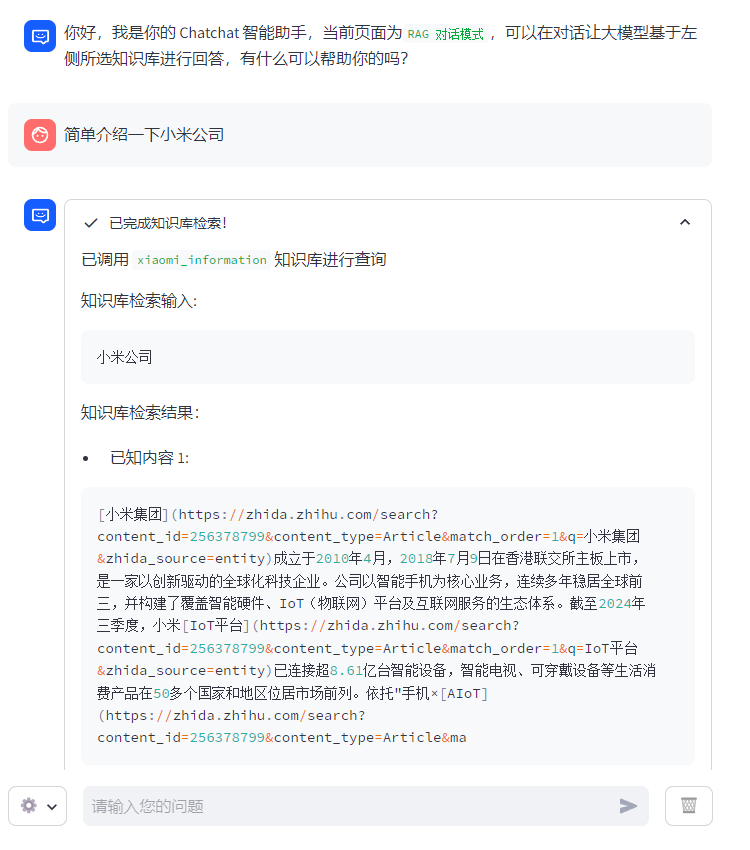 你好，我是你的 Chatchat 智能助手，当前页面为 RAG 对话模式 ，可以在对话让大模型基于左
侧所选知识库进行回答，有什么可以帮助你的吗？
简单介绍一下小米公司
已完成知识库检索！
已调用 xiaomi_information 知识库进行查询
知识库检索输入:
小米公司
知识库检索结果:
• 已知内容 1:
[小米集团](https://zhida.zhihu.com/search?
content_id=256378799&content_type=Article&match_order=1&q=小米集团
&zhida_source=entity)成立于2010年4月，2018年7月9日在香港联交所主板上市，
是一家以创新驱动的全球化科技企业。公司以智能手机为核心业务，连续多年稳居全球前
三，并构建了覆盖智能硬件、IoT（物联网）平台及互联网服务的生态体系。截至2024年
三季度，小米[IoT平台](https://zhida.zhihu.com/search?
content_id=256378799&content_type=Article&match_order=1&q=IoT平台
&zhida_source=entity)已连接超8.61亿台智能设备，智能电视、可穿戴设备等生活消
费产品在50多个国家和地区位居市场前列。依托"手机×[AIoT]
(https://zhida.zhihu.com/search?
content_id=256378799&content_type=Article&ma
请输入您的问题